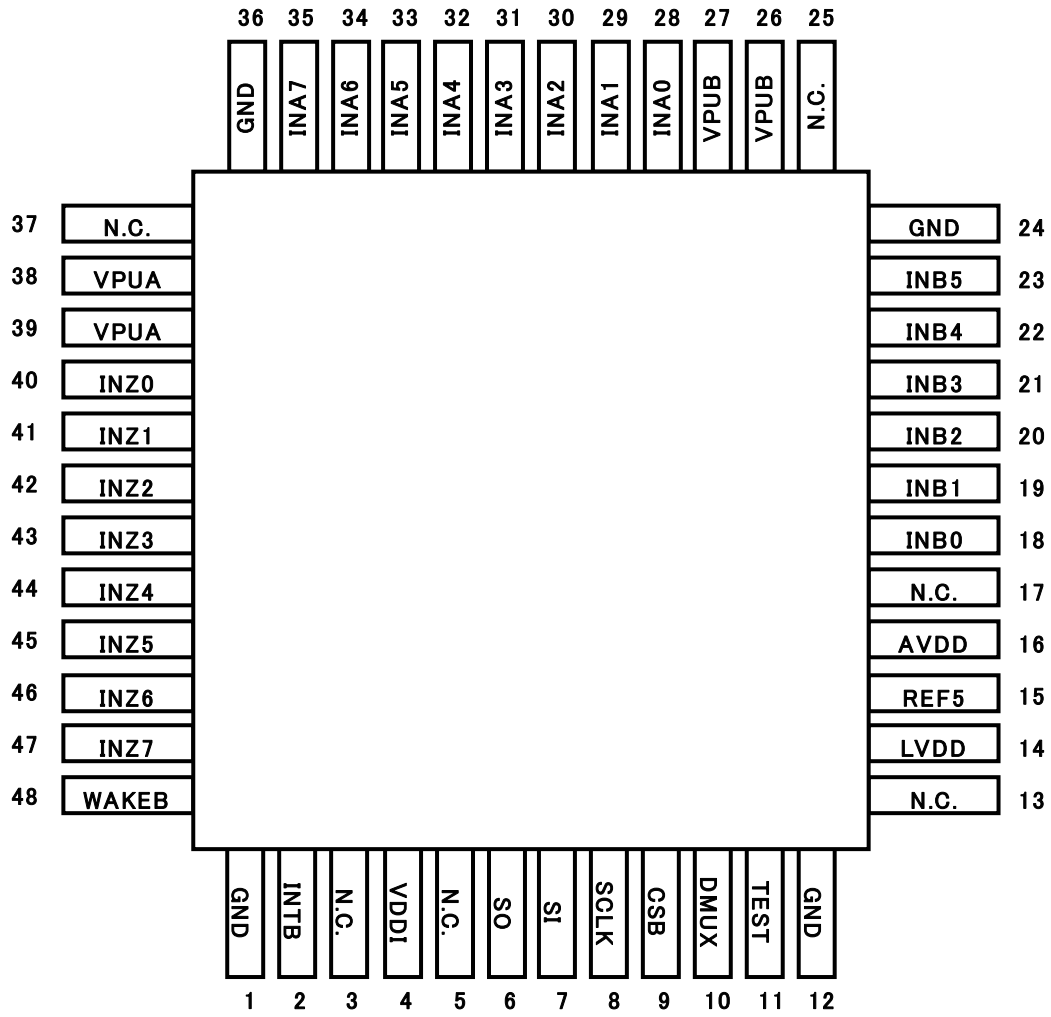 36 35 34 33 32 31 30 29 28 27 26 25
GND INA7 INA6 INA5 INA4 INA3 INA2 INA1 INA0 VPUB VPUB N.C.
37 N.C. GND 24
38 VPUA INB5 23
39 VPUA INB4 22
40 INZ0 INB3 21
41 INZ1 INB2 20
42 INZ2 INB1 19
43 INZ3 INB0 18
44 INZ4 N.C. 17
45 INZ5 AVDD 16
46 INZ6 REF5 15
47 INZ7 LVDD 14
48 WAKEB N.C. 13
GND INTB N.C. VDDI N.C. SO SI SCLK CSB DMUX TEST GND
1 2 3 4 5 6 7 8 9 10 11 12